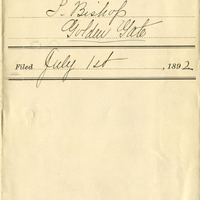 S. Bishop
Golden Gate
Filed July 1st, 1892